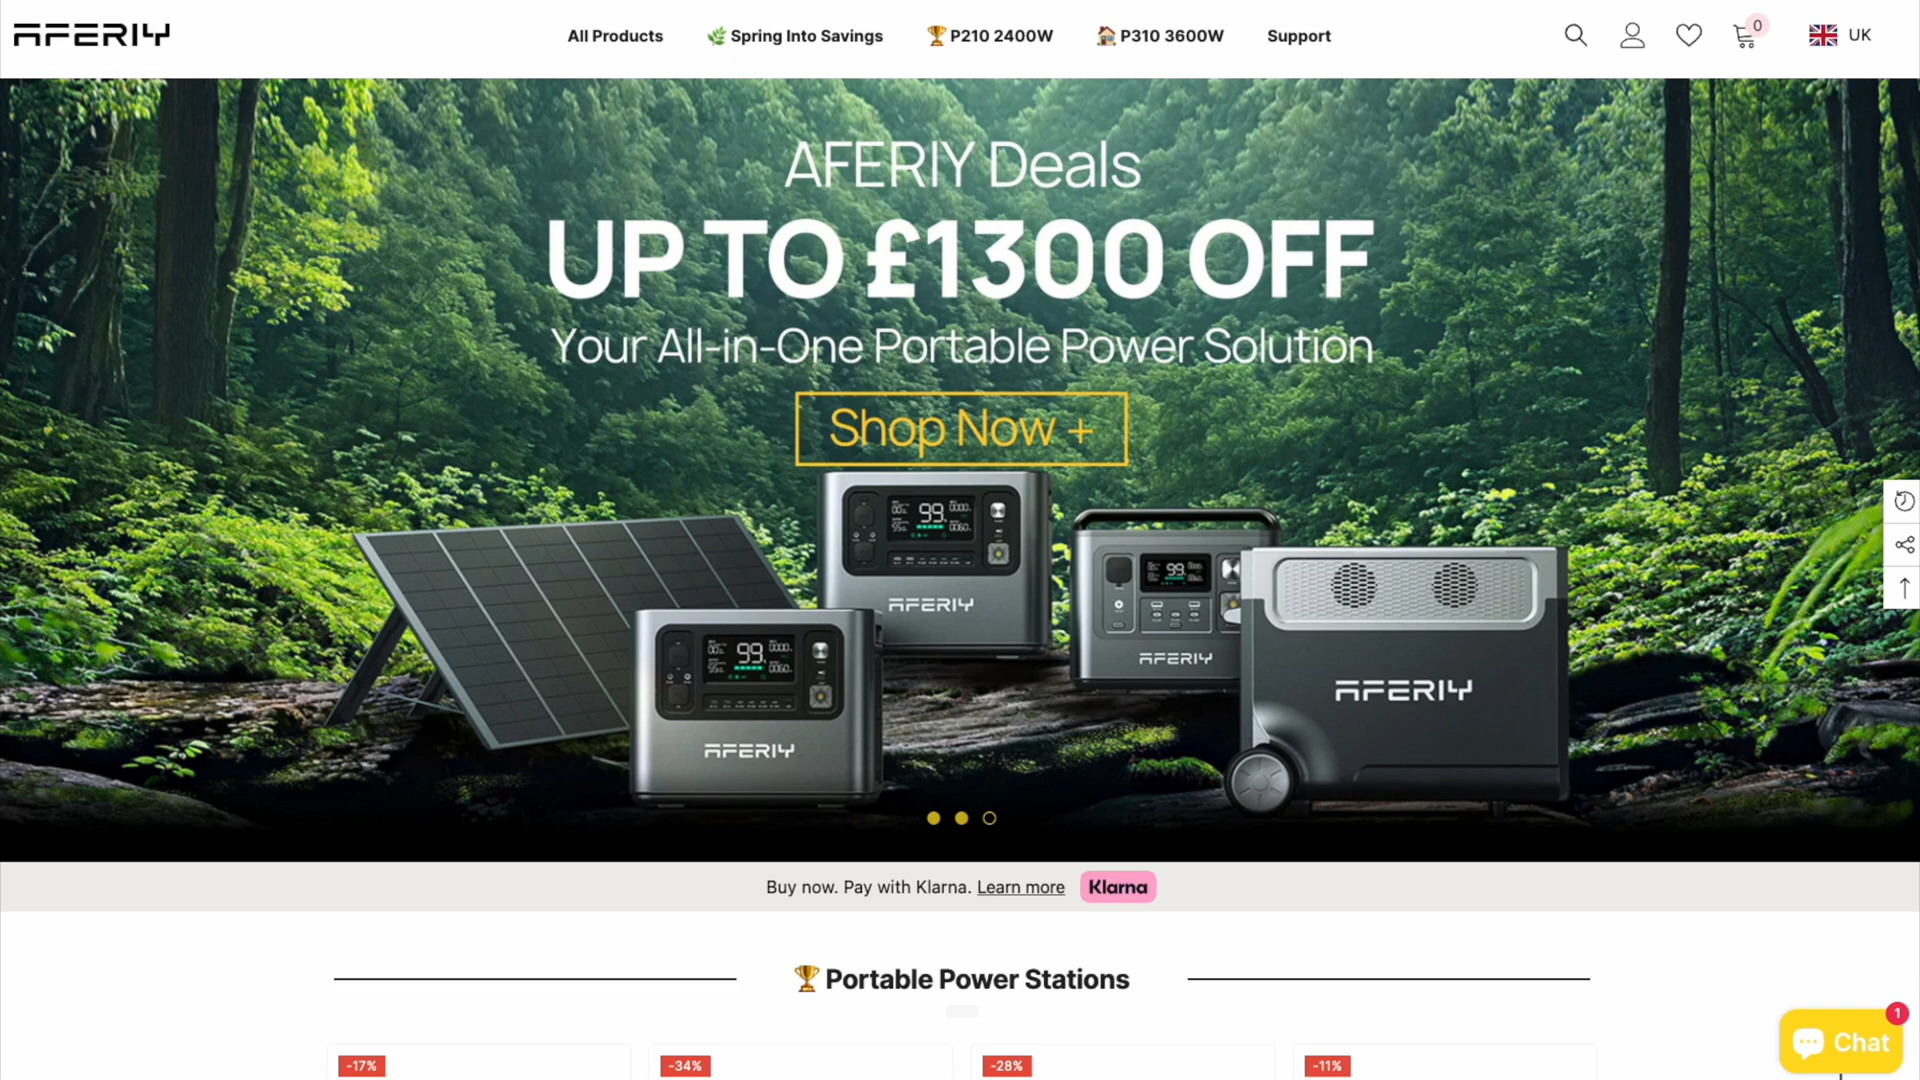 AFERIY
All Products
🌿 Spring Into Savings
🏆 P210 2400W
🏠 P310 3600W
Support
0
UK
AFERIY Deals
UP TO £1300 OFF
Your All-in-One Portable Power Solution
Shop Now +
99
AFERIY
99
AFERIY
99
AFERIY
AFERIY
Buy now. Pay with Klarna. Learn more Klarna
🏆 Portable Power Stations
-17%
-34%
-28%
-11%
1
Chat